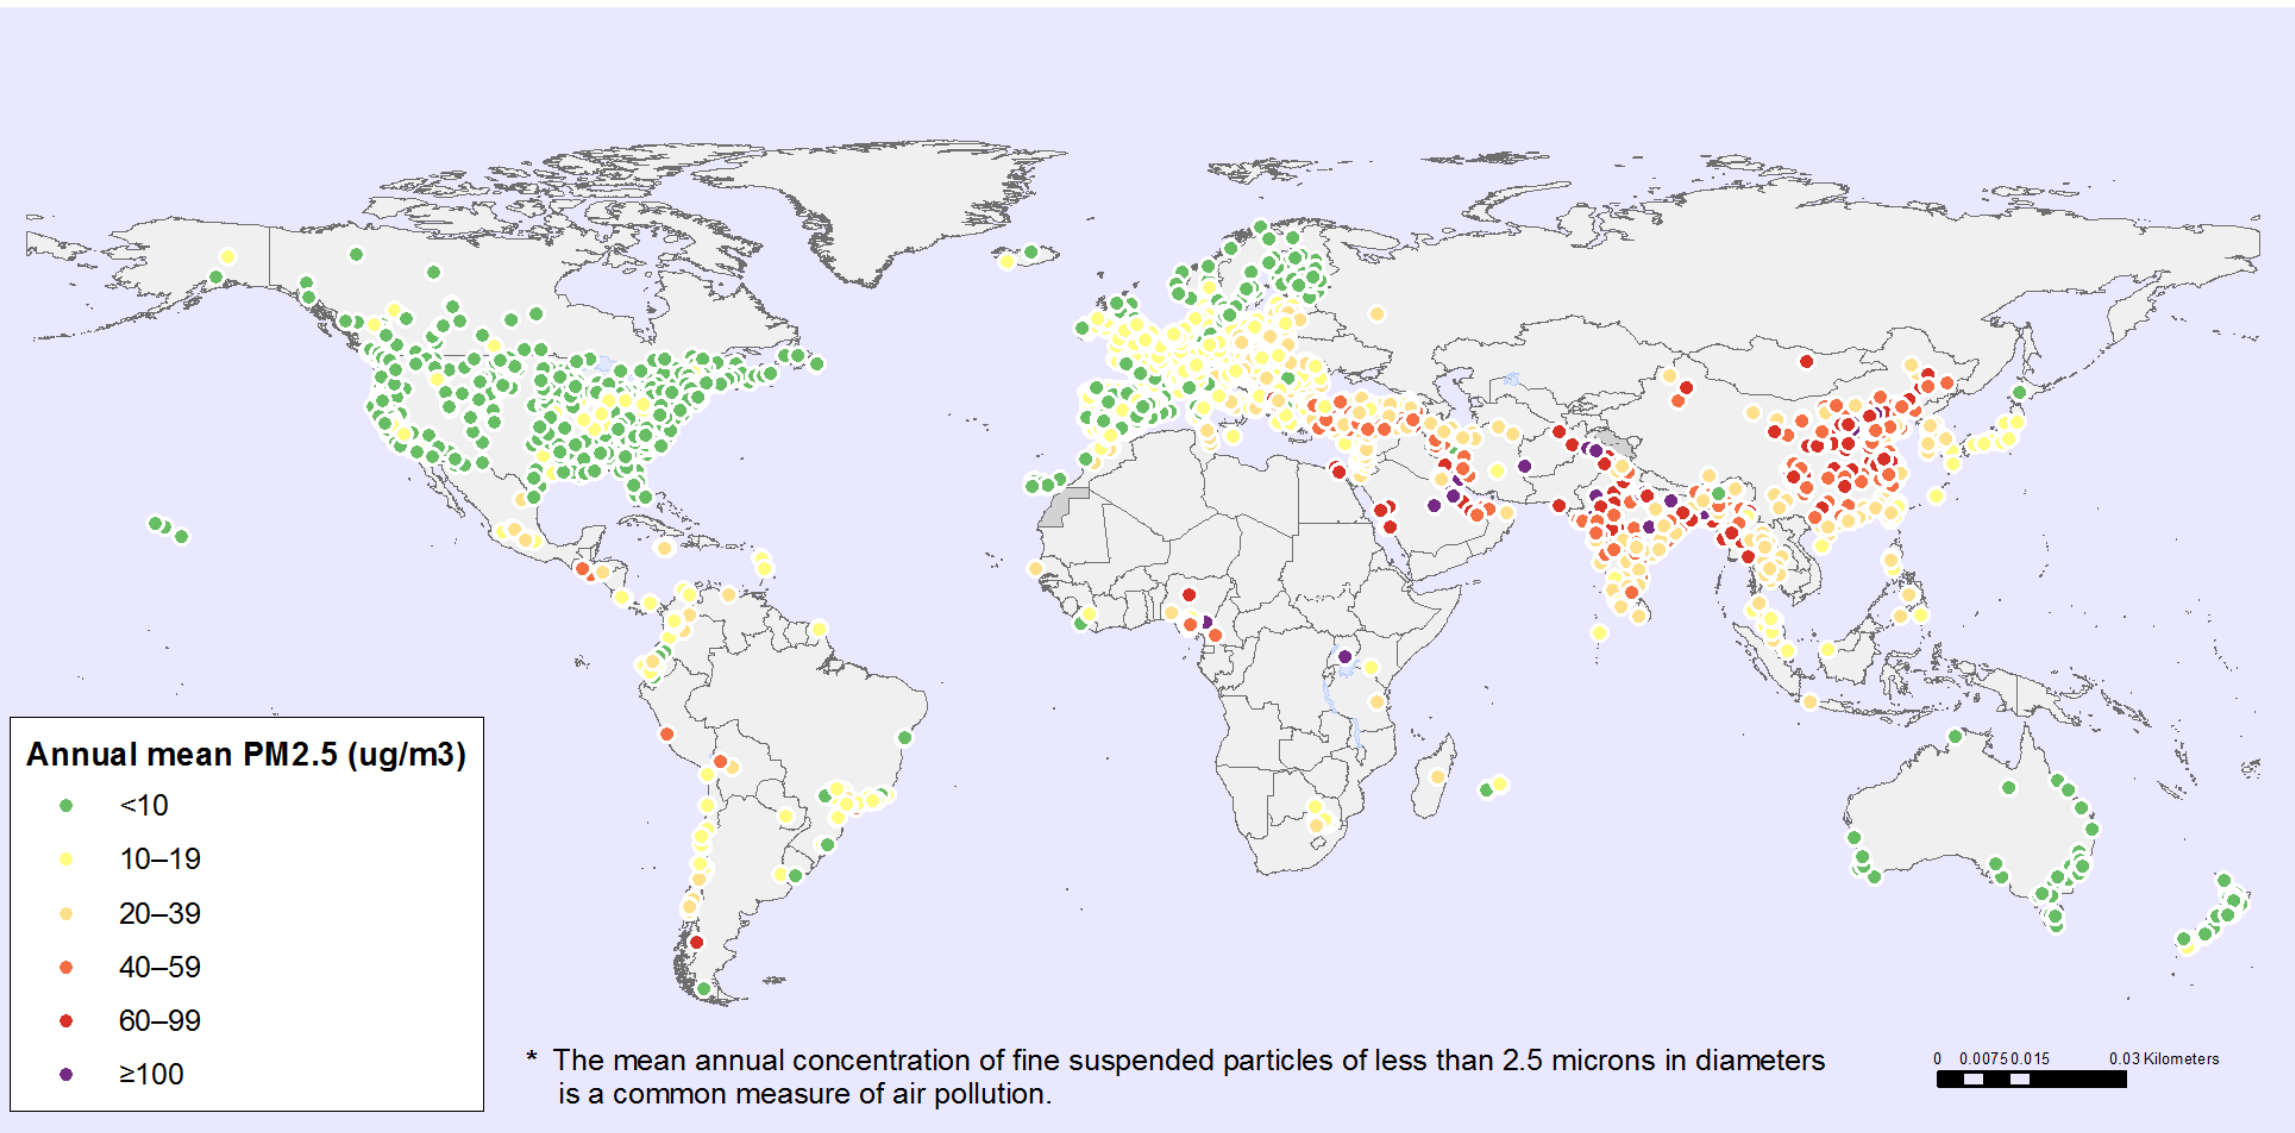 Annual mean PM2.5 (ug/m3)
<10
10–19
20–39
40–59
60–99
≥100
* The mean annual concentration of fine suspended particles of less than 2.5 microns in diameters
is a common measure of air pollution.
0 0.0075 0.015 0.03 Kilometers